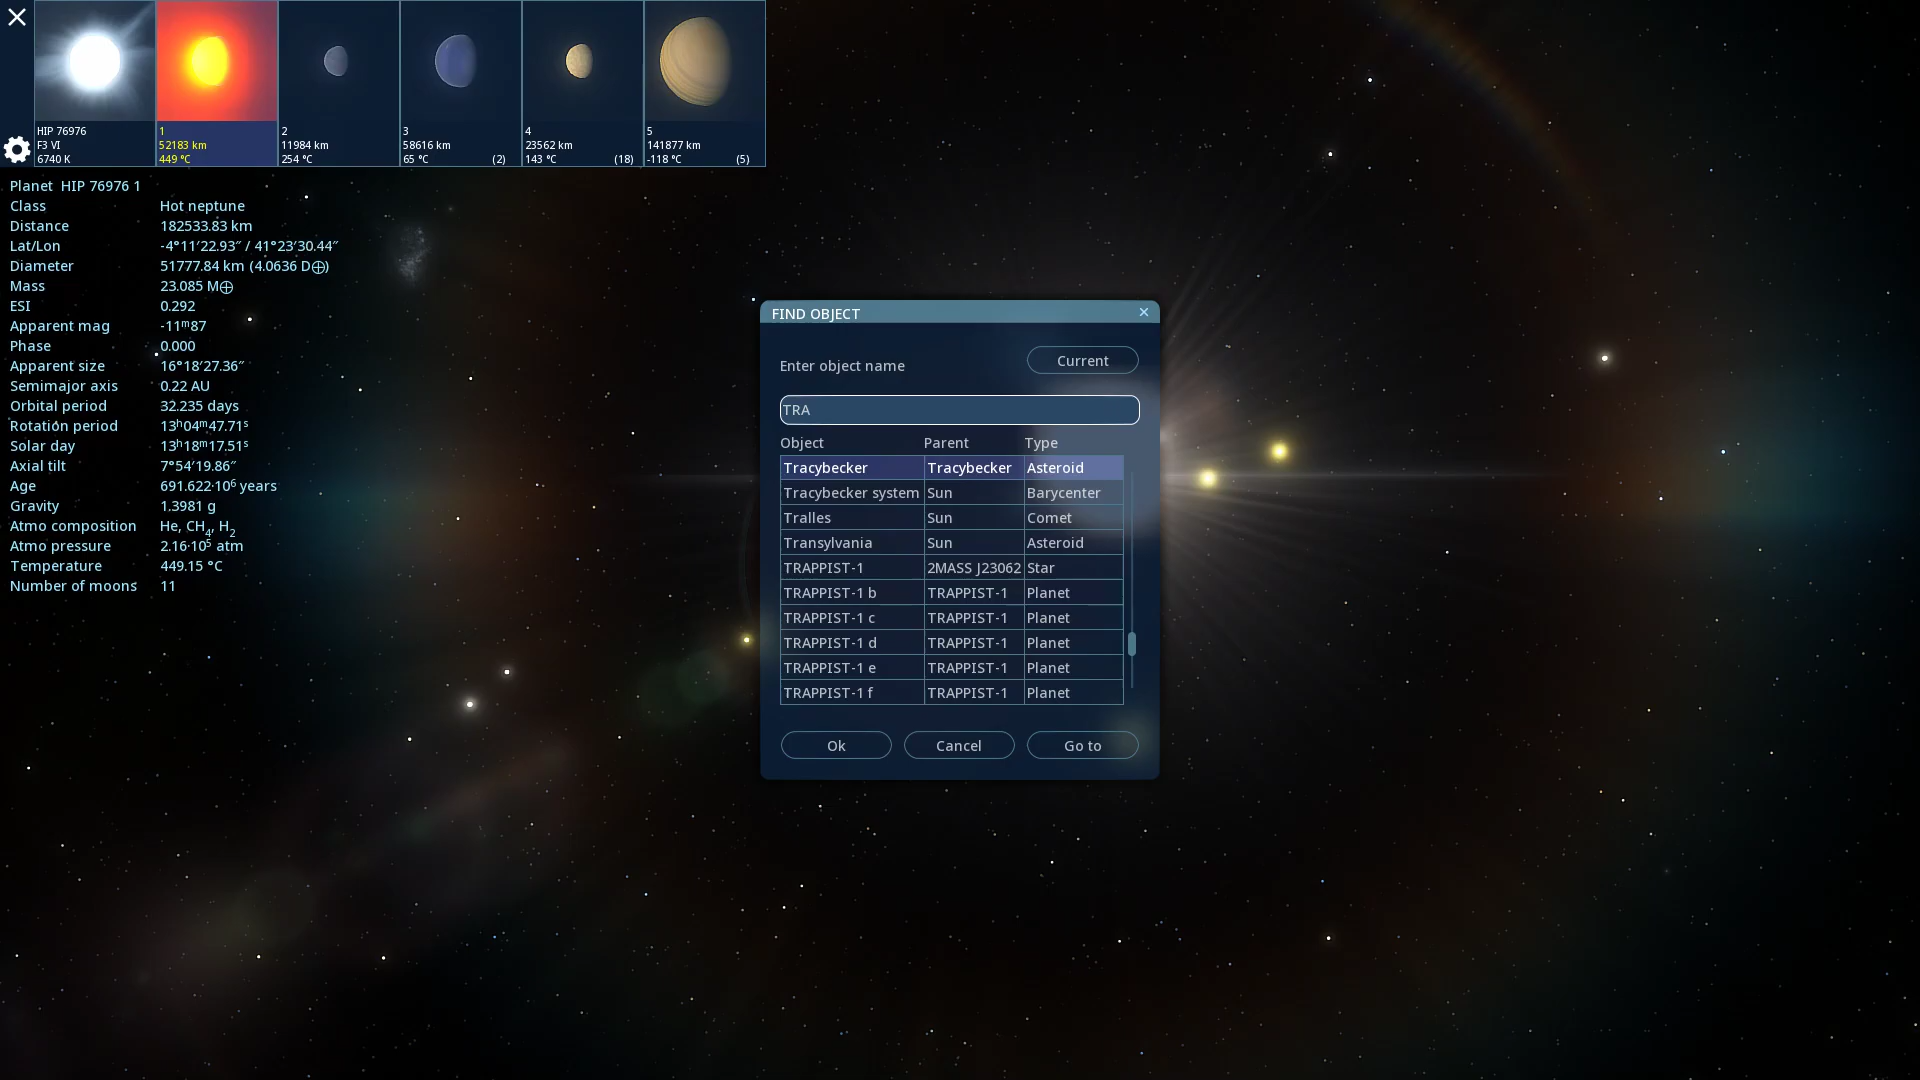 HIP 76976
F3 VI
6740 K
1
52183 km
449 °C
2
11984 km
254 °C
3
58616 km
65 °C (2)
4
23562 km
143 °C (18)
5
141877 km
-118 °C (5)
Planet HIP 76976 1
Class Hot neptune
Distance 182533.83 km
Lat/Lon -4°11′22.93″ / 41°23′30.44″
Diameter 51777.84 km (4.0636 D⊕)
Mass 23.085 M⊕
ESI 0.292
Apparent mag -11ᵐ87
Phase 0.000
Apparent size 16°18′27.36″
Semimajor axis 0.22 AU
Orbital period 32.235 days
Rotation period 13ʰ04ᵐ47.71ˢ
Solar day 13ʰ18ᵐ17.51ˢ
Axial tilt 7°54′19.86″
Age 691.622·10⁶ years
Gravity 1.3981 g
Atmo composition He, CH₄, H₂
Atmo pressure 2.16·10⁵ atm
Temperature 449.15 °C
Number of moons 11
FIND OBJECT
Enter object name Current
TRA
Object Parent Type
Tracybecker Tracybecker Asteroid
Tracybecker system Sun Barycenter
Tralles Sun Comet
Transylvania Sun Asteroid
TRAPPIST-1 2MASS J23062 Star
TRAPPIST-1 b TRAPPIST-1 Planet
TRAPPIST-1 c TRAPPIST-1 Planet
TRAPPIST-1 d TRAPPIST-1 Planet
TRAPPIST-1 e TRAPPIST-1 Planet
TRAPPIST-1 f TRAPPIST-1 Planet
Ok Cancel Go to